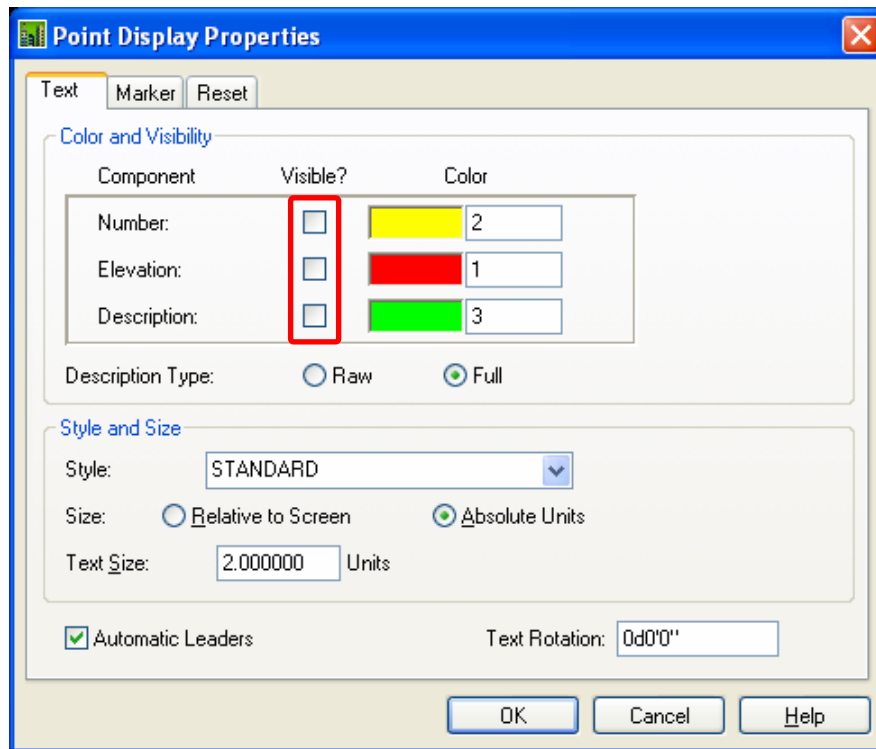 Point Display Properties
Text Marker Reset
Color and Visibility
Component Visible? Color
Number: 2
Elevation: 1
Description: 3
Description Type: Raw Full
Style and Size
Style: STANDARD
Size: Relative to Screen Absolute Units
Text Size: 2.000000 Units
Automatic Leaders Text Rotation: 0d0'0"
OK Cancel Help